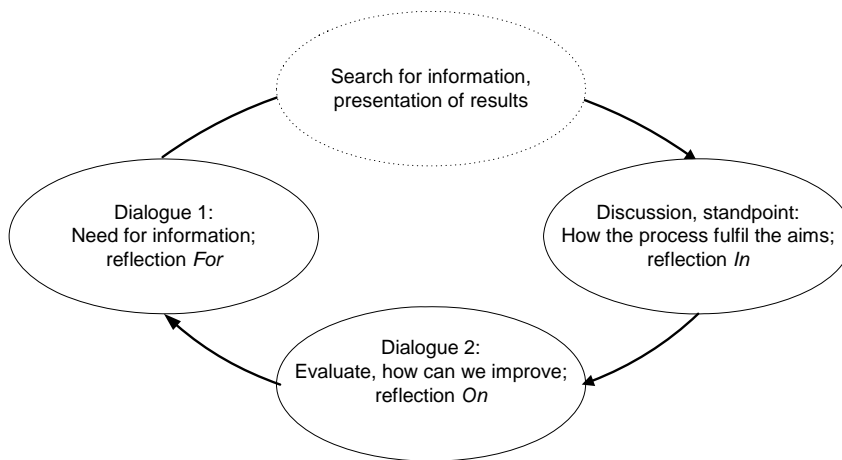 Search for information,
presentation of results
Dialogue 1:
Need for information;
reflection For
Discussion, standpoint:
How the process fulfil the aims;
reflection In
Dialogue 2:
Evaluate, how can we improve;
reflection On